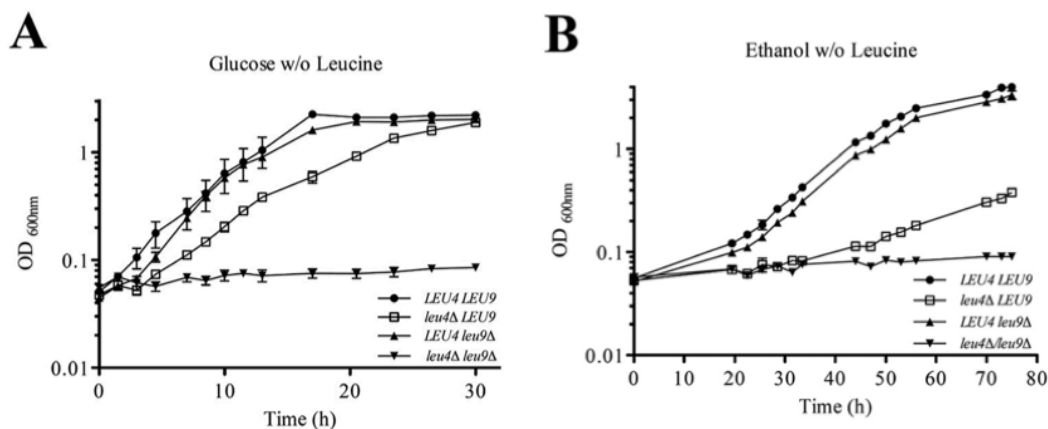 A
Glucose w/o Leucine
OD 600nm
1
0.1
0.01
0
10
20
30
Time (h)
LEU4 LEU9
leu4Δ LEU9
LEU4 leu9Δ
leu4Δ leu9Δ
B
Ethanol w/o Leucine
OD 600nm
1
0.1
0.01
0
10
20
30
40
50
60
70
80
Time (h)
LEU4 LEU9
leu4Δ LEU9
LEU4 leu9Δ
leu4Δ/leu9Δ